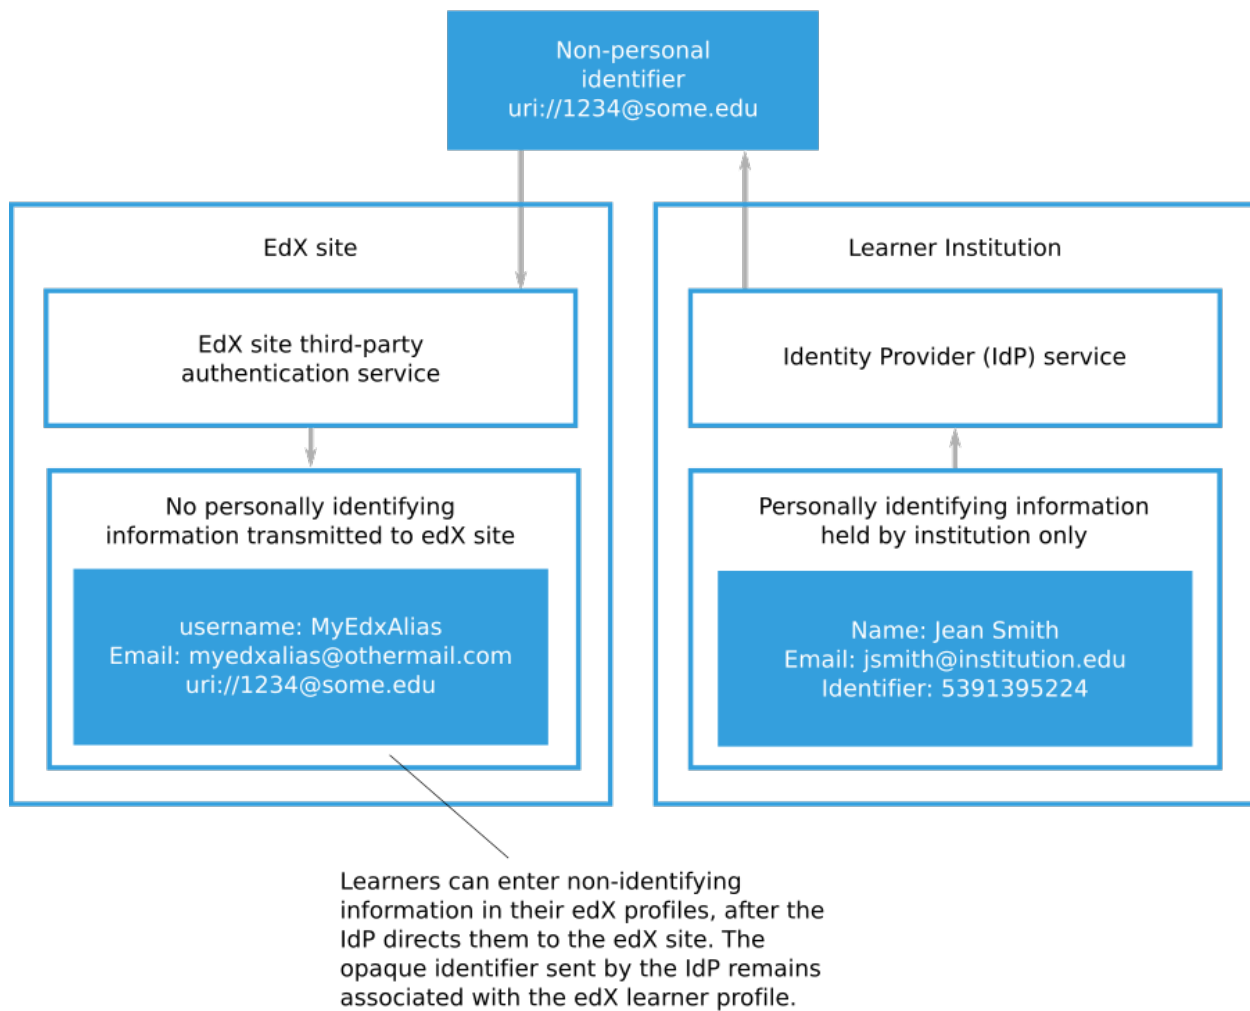 Non-personal
identifier
uri://1234@some.edu
EdX site
EdX site third-party
authentication service
No personally identifying
information transmitted to edX site
username: MyEdxAlias
Email: myedxalias@othermail.com
uri://1234@some.edu
Learner Institution
Identity Provider (IdP) service
Personally identifying information
held by institution only
Name: Jean Smith
Email: jsmith@institution.edu
Identifier: 5391395224
Learners can enter non-identifying
information in their edX profiles, after the
IdP directs them to the edX site. The
opaque identifier sent by the IdP remains
associated with the edX learner profile.